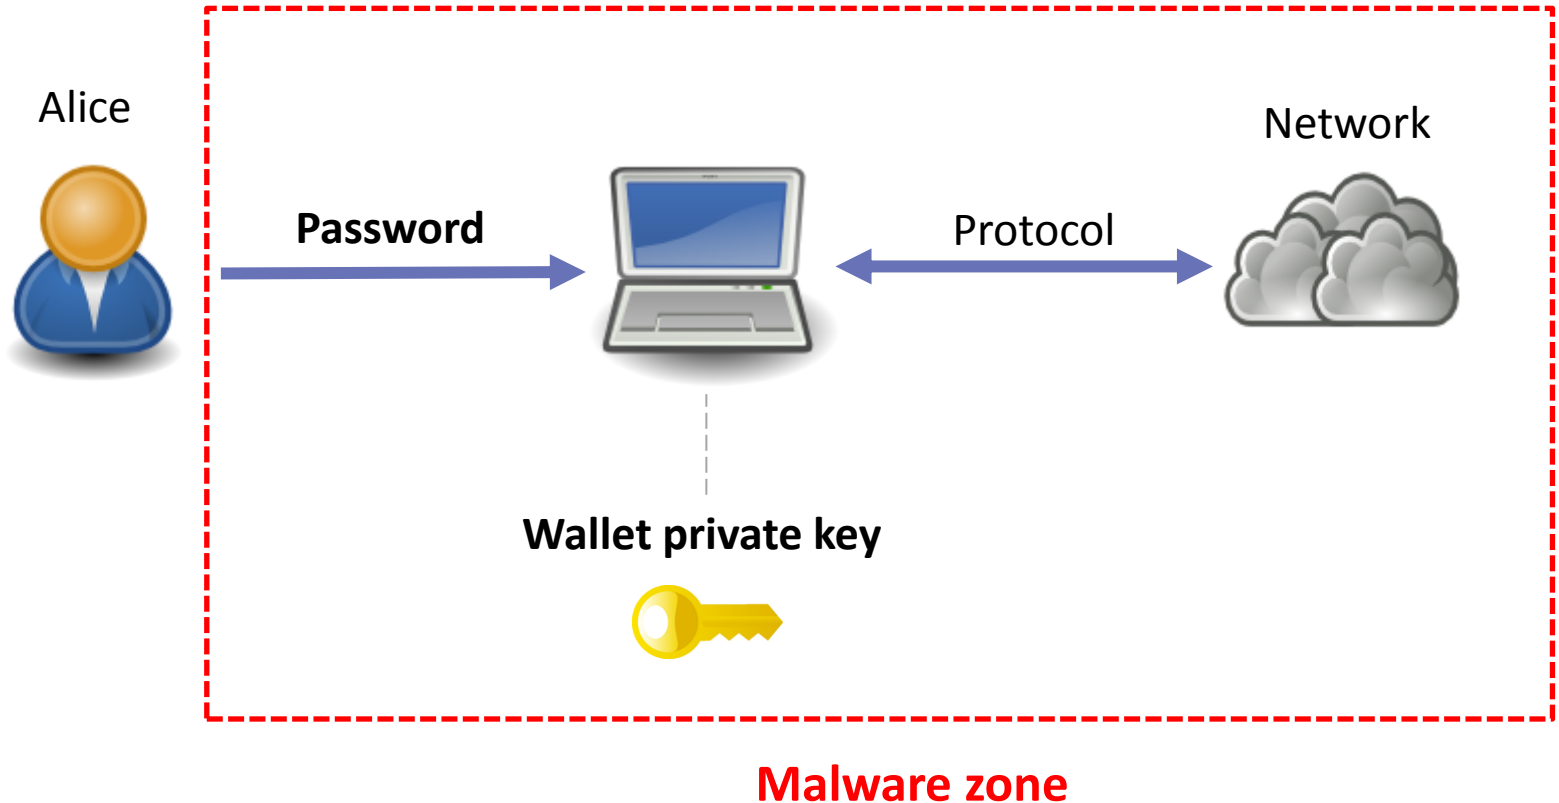 Alice
Network
Password
Protocol
Wallet private key
Malware zone